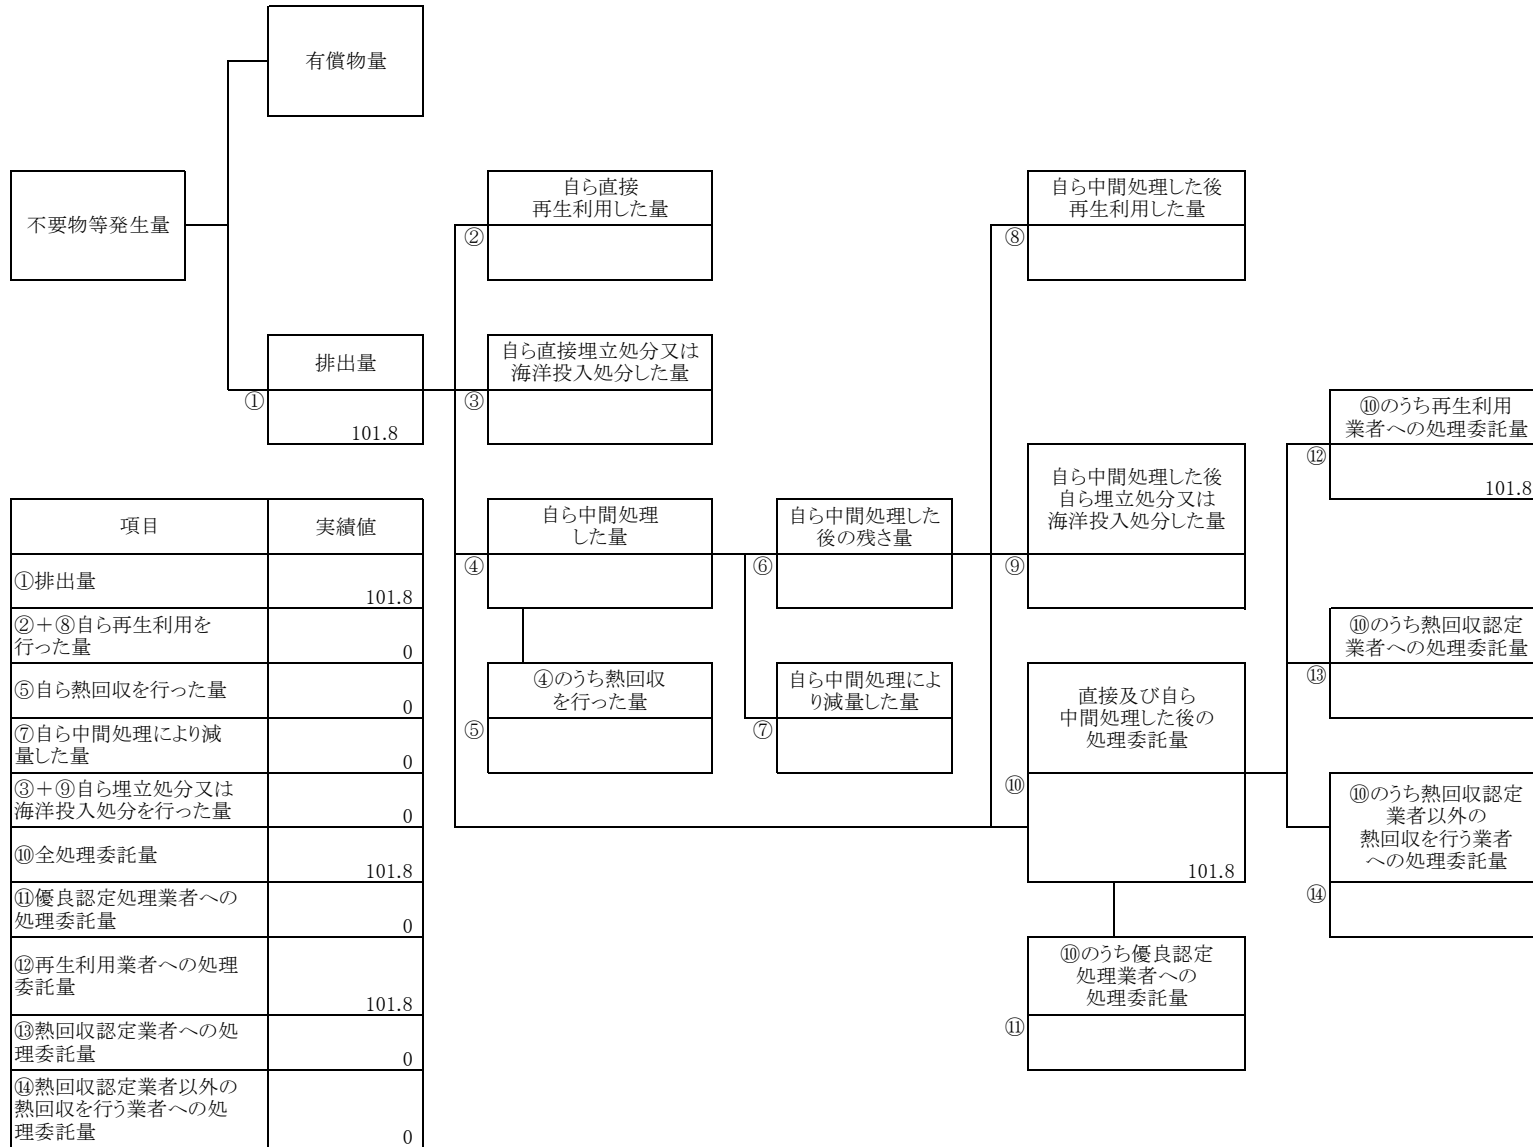 有償物量
不要物等発生量
自ら直接
再生利用した量
②
自ら中間処理した後
再生利用した量
⑧
排出量
①
101.8
自ら直接埋立処分又は
海洋投入処分した量
③
⑩のうち再生利用
業者への処理委託量
⑫
101.8
自ら中間処理
した量
④
自ら中間処理した
後の残さ量
⑥
自ら中間処理した後
自ら埋立処分又は
海洋投入処分した量
⑨
⑩のうち熱回収認定
業者への処理委託量
⑬
④のうち熱回収
を行った量
⑤
自ら中間処理によ
り減量した量
⑦
直接及び自ら
中間処理した後の
処理委託量
⑩
101.8
⑩のうち熱回収認定
業者以外の
熱回収を行う業者
への処理委託量
⑭
⑩のうち優良認定
処理業者への
処理委託量
⑪
項目 実績値
①排出量
101.8
②+⑧自ら再生利用を
行った量
0
⑤自ら熱回収を行った量
0
⑦自ら中間処理により減
量した量
0
③+⑨自ら埋立処分又は
海洋投入処分を行った量
0
⑩全処理委託量
101.8
⑪優良認定処理業者への
処理委託量
0
⑫再生利用業者への処理
委託量
101.8
⑬熱回収認定業者への処
理委託量
0
⑭熱回収認定業者以外の
熱回収を行う業者への処
理委託量
0